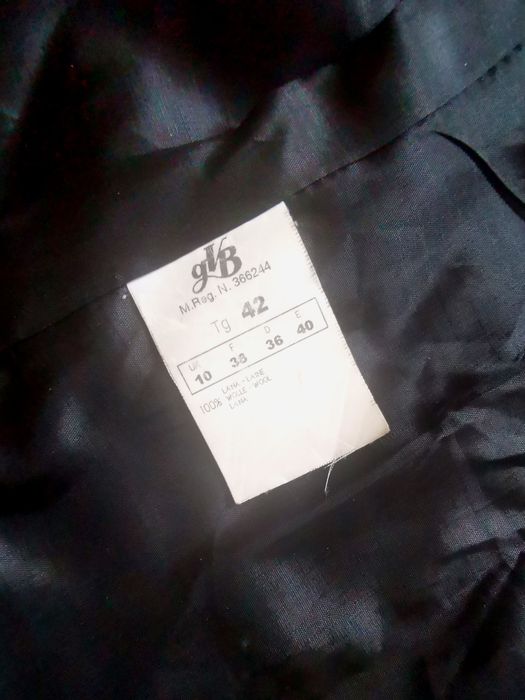 gVB
M.Reg. N. 366244
Tg 42
UK F D E
10 38 36 40
LANA - LAINE
100% WOLLE - WOOL
LANA